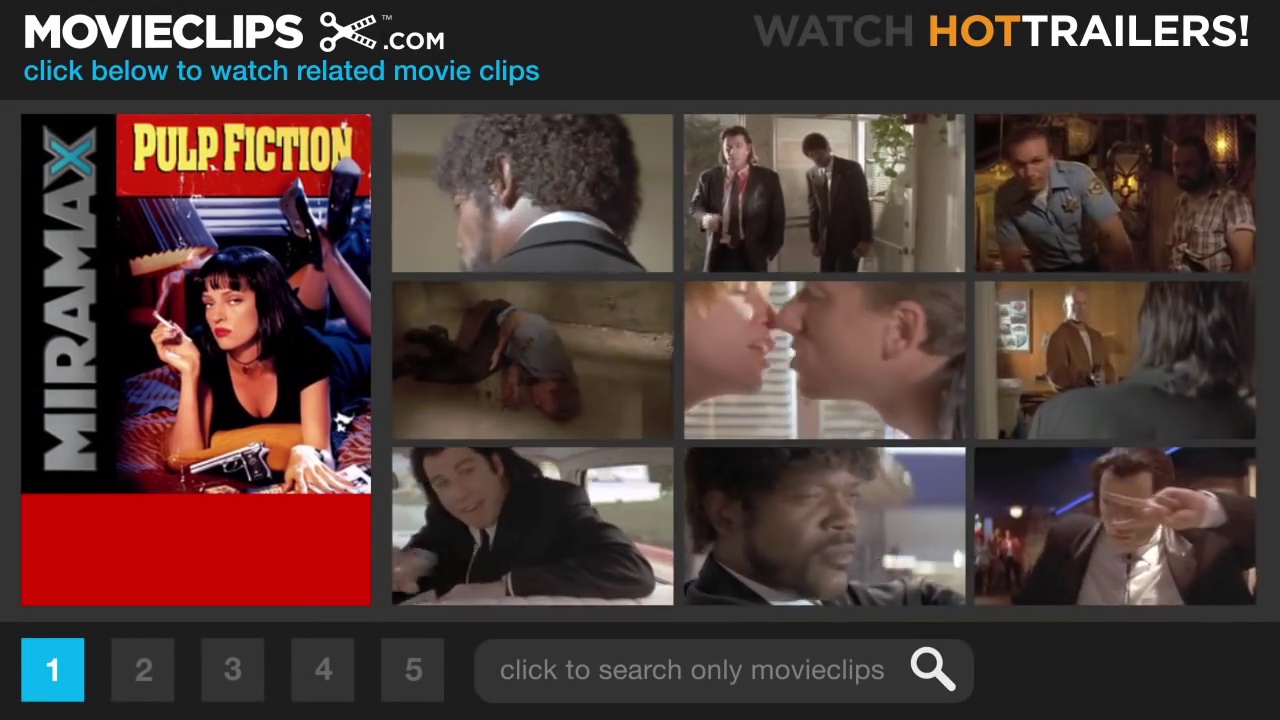 MOVIECLIPS ™.COM
WATCH HOTTRAILERS!
click below to watch related movie clips
MIRAMAX
PULP FICTION
1 2 3 4 5
click to search only movieclips